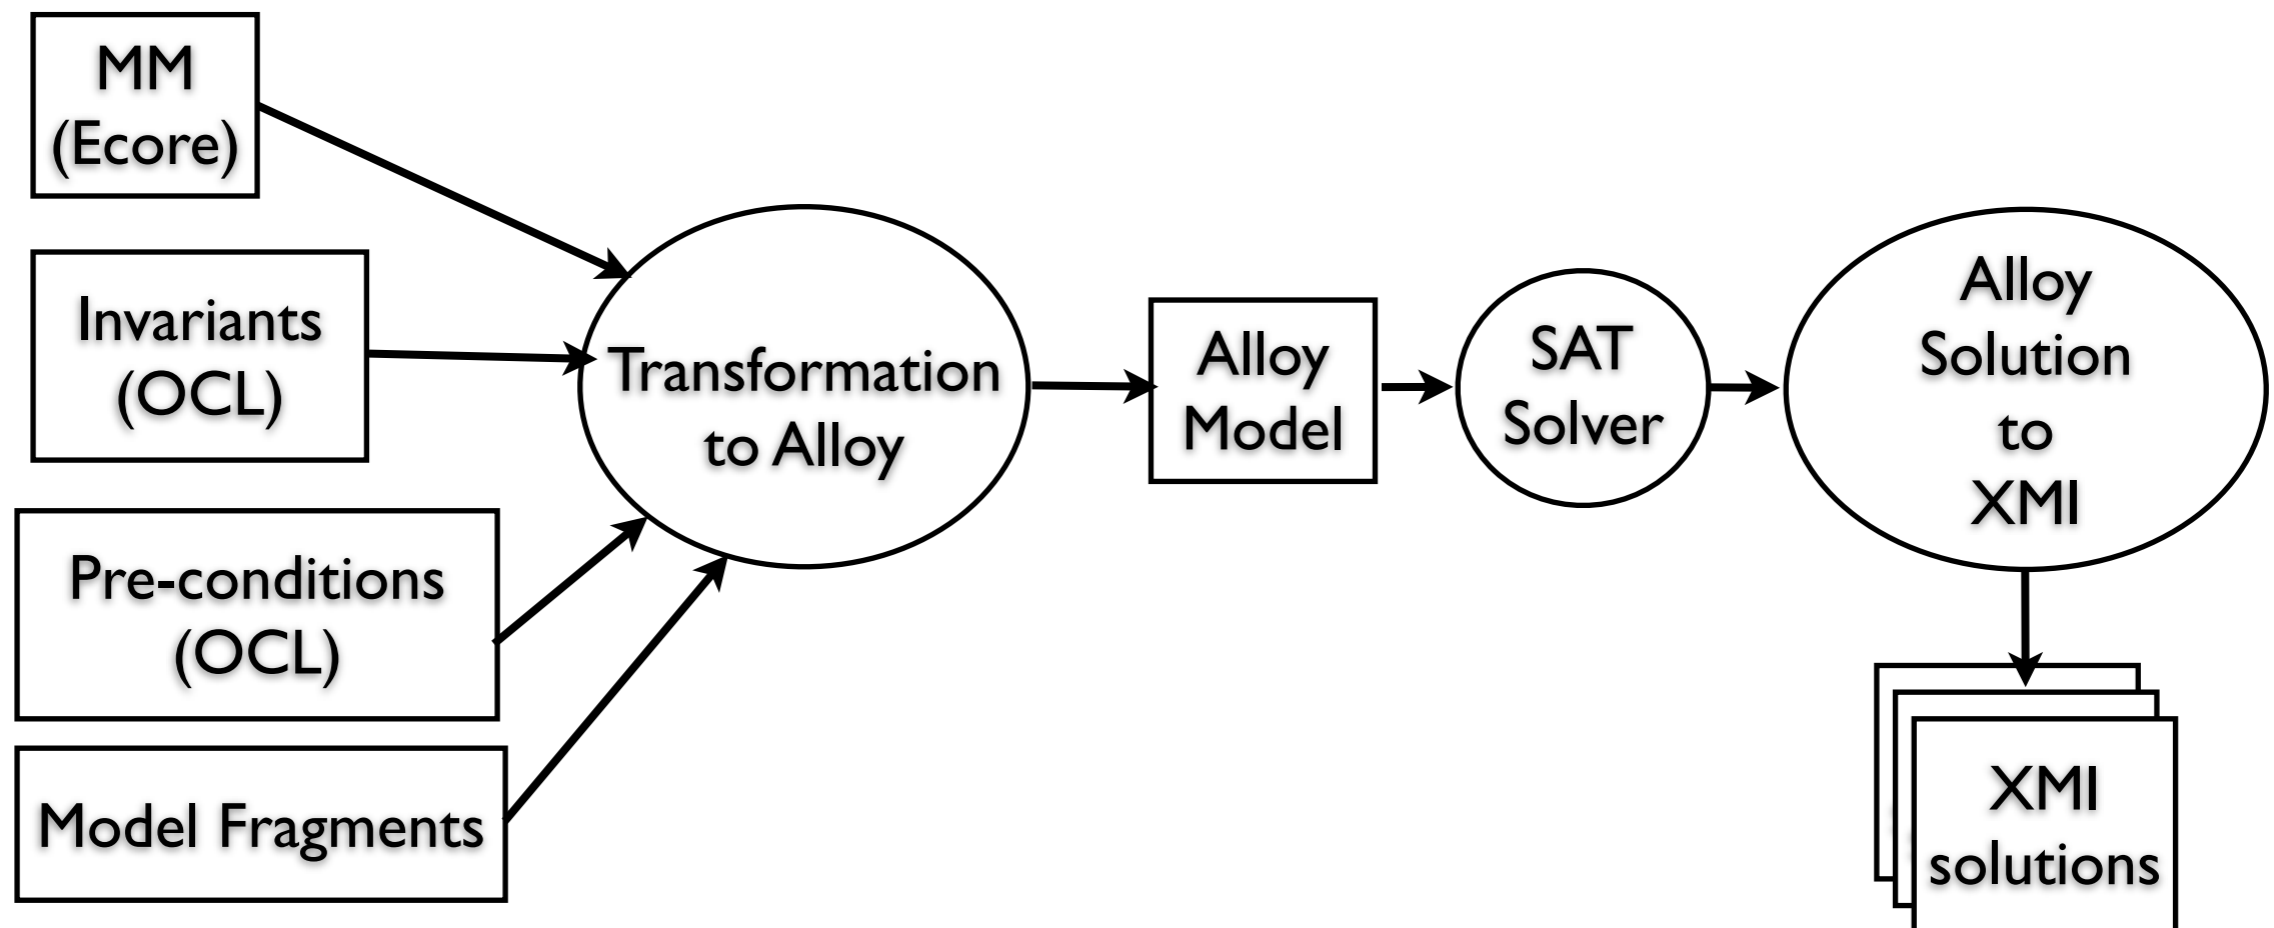 MM
(Ecore)
Invariants
(OCL)
Pre-conditions
(OCL)
Model Fragments
Transformation
to Alloy
Alloy
Model
SAT
Solver
Alloy
Solution
to
XMI
XMI
solutions